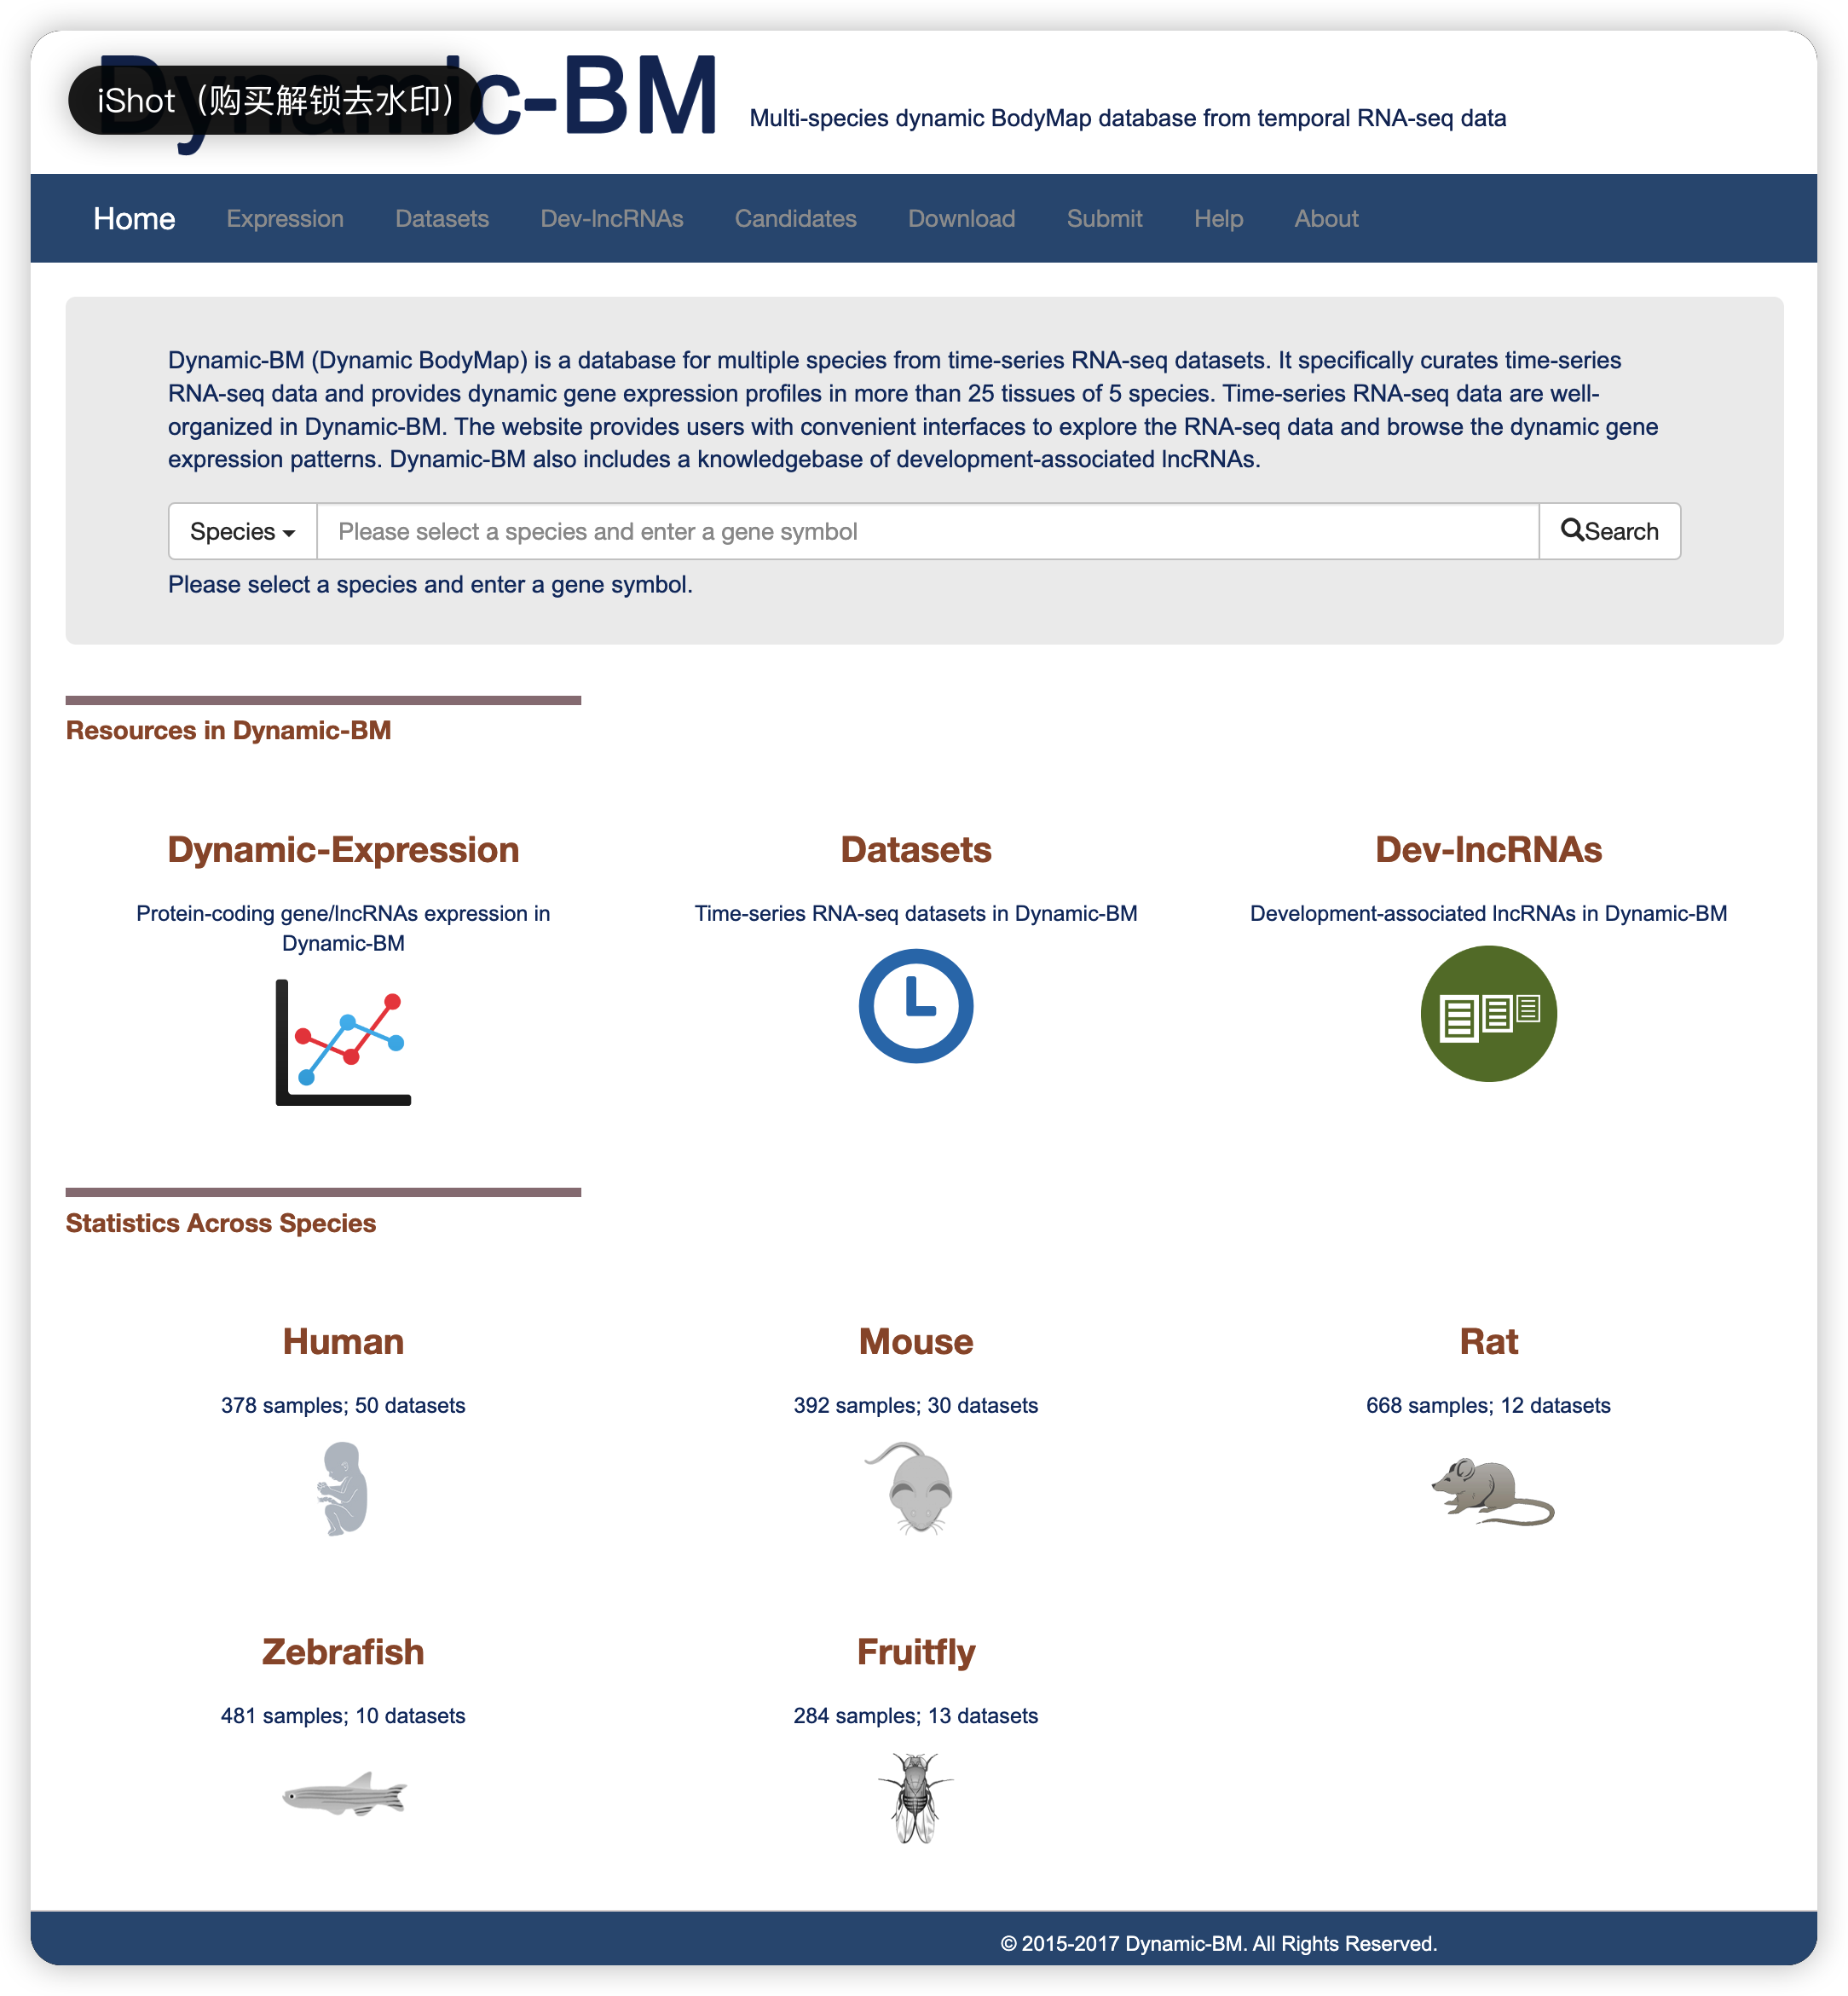 Dynamic-BM
iShot（购买解锁去水印）
Multi-species dynamic BodyMap database from temporal RNA-seq data
Home Expression Datasets Dev-lncRNAs Candidates Download Submit Help About
Dynamic-BM (Dynamic BodyMap) is a database for multiple species from time-series RNA-seq datasets. It specifically curates time-series
RNA-seq data and provides dynamic gene expression profiles in more than 25 tissues of 5 species. Time-series RNA-seq data are well-
organized in Dynamic-BM. The website provides users with convenient interfaces to explore the RNA-seq data and browse the dynamic gene
expression patterns. Dynamic-BM also includes a knowledgebase of development-associated lncRNAs.
Species Please select a species and enter a gene symbol Search
Please select a species and enter a gene symbol.
Resources in Dynamic-BM
Dynamic-Expression
Protein-coding gene/lncRNAs expression in
Dynamic-BM
Datasets
Time-series RNA-seq datasets in Dynamic-BM
Dev-lncRNAs
Development-associated lncRNAs in Dynamic-BM
Statistics Across Species
Human
378 samples; 50 datasets
Mouse
392 samples; 30 datasets
Rat
668 samples; 12 datasets
Zebrafish
481 samples; 10 datasets
Fruitfly
284 samples; 13 datasets
© 2015-2017 Dynamic-BM. All Rights Reserved.